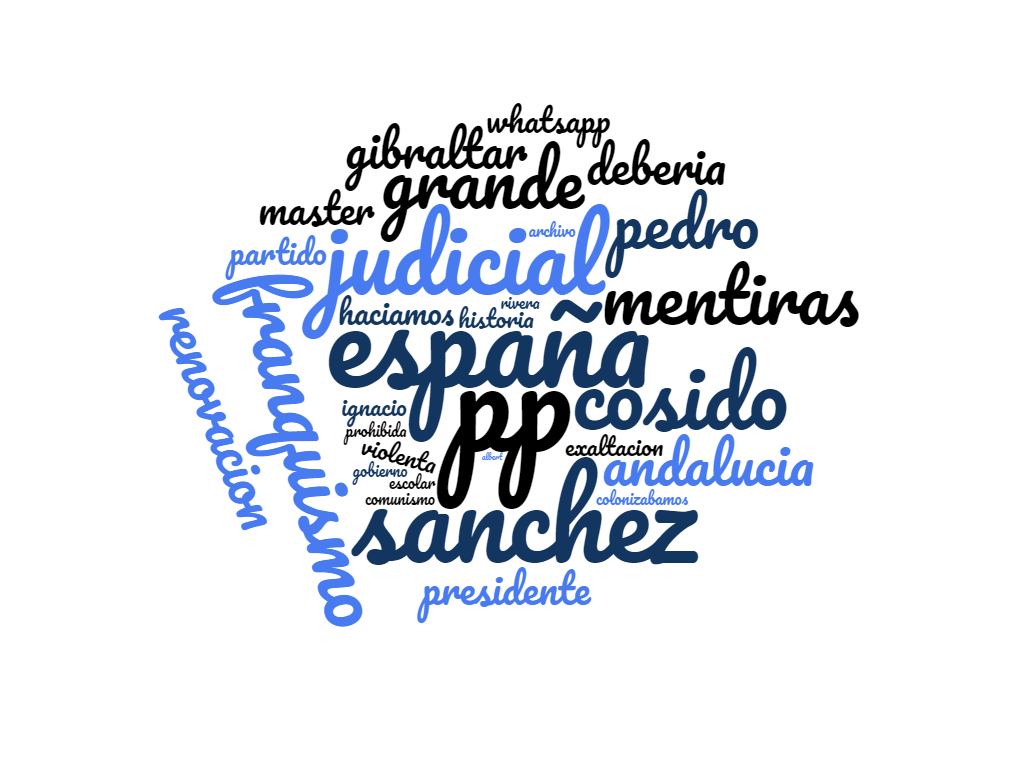 whatsapp
gibraltar
deberia
grande
master
pedro
archivo
judicial
partido
mentiras
franquismo
rivera
haciamos
historia
renovacion
españa
cosido
pp
ignacio
prohibida
exaltacion
violenta
albert
andalucia
gobierno
escolar
comunismo
colonizabamos
sanchez
presidente